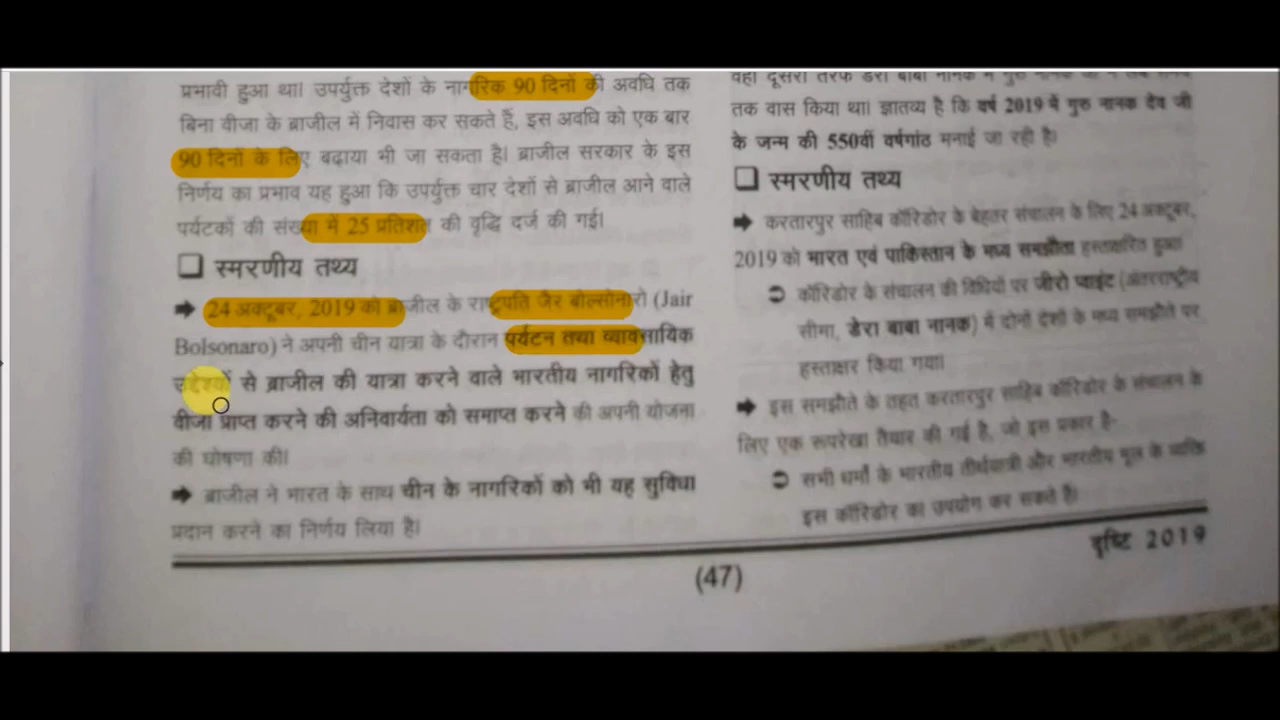 प्रभावी हुआ था। उपर्युक्त देशों के नागरिक 90 दिनों की अवधि तक
बिना वीजा के ब्राजील में निवास कर सकते हैं, इस अवधि को एक बार
90 दिनों के लिए बढ़ाया भी जा सकता है। ब्राजील सरकार के इस
निर्णय का प्रभाव यह हुआ कि उपर्युक्त चार देशों से ब्राजील आने वाले
पर्यटकों की संख्या में 25 प्रतिशत की वृद्धि दर्ज की गई।
❑ स्मरणीय तथ्य
➡ 24 अक्टूबर, 2019 को ब्राजील के राष्ट्रपति जैर बोल्सोनारो (Jair
Bolsonaro) ने अपनी चीन यात्रा के दौरान पर्यटन तथा व्यावसायिक
उद्देश्यों से ब्राजील की यात्रा करने वाले भारतीय नागरिकों हेतु
वीजा प्राप्त करने की अनिवार्यता को समाप्त करने की अपनी योजना
की घोषणा की।
➡ ब्राजील ने भारत के साथ चीन के नागरिकों को भी यह सुविधा
प्रदान करने का निर्णय लिया है।
वहीं दूसरी तरफ डेरा बाबा नानक में गुरु नानक
तक वास किया था। ज्ञातव्य है कि वर्ष 2019 में गुरु नानक देव जी
के जन्म की 550वीं वर्षगांठ मनाई जा रही है।
❑ स्मरणीय तथ्य
➡ करतारपुर साहिब कॉरिडोर के बेहतर संचालन के लिए 24 अक्टूबर,
2019 को भारत एवं पाकिस्तान के मध्य समझौता हस्ताक्षरित हुआ।
➲ कॉरिडोर के संचालन की विधियों पर जीरो प्वाइंट (अंतरराष्ट्रीय
सीमा, डेरा बाबा नानक) में दोनों देशों के मध्य समझौते पर
हस्ताक्षर किया गया।
➡ इस समझौते के तहत करतारपुर साहिब कॉरिडोर के संचालन के
लिए एक रूपरेखा तैयार की गई है, जो इस प्रकार है-
➲ सभी धर्मों के भारतीय तीर्थयात्री और भारतीय मूल के व्यक्ति
इस कॉरिडोर का उपयोग कर सकते हैं।
दृष्टि 2019
(47)